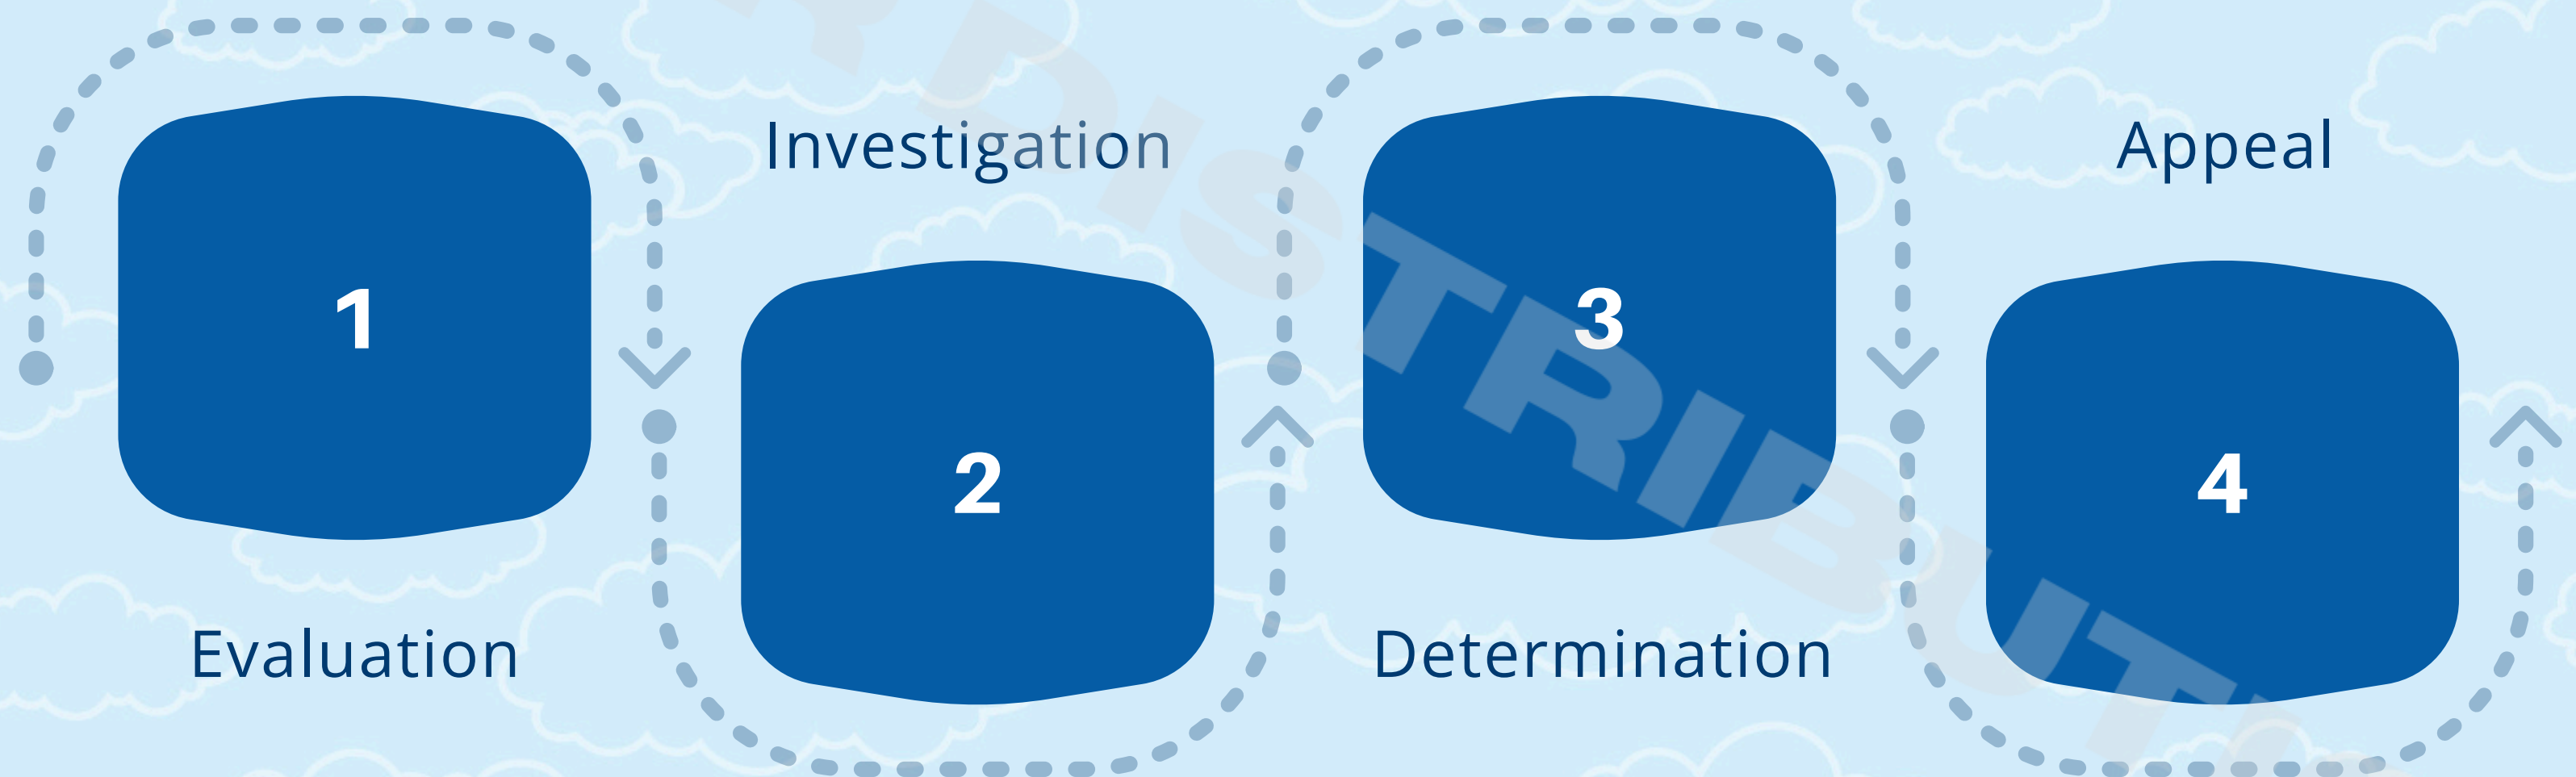 1
Evaluation
Investigation
2
3
Determination
Appeal
4